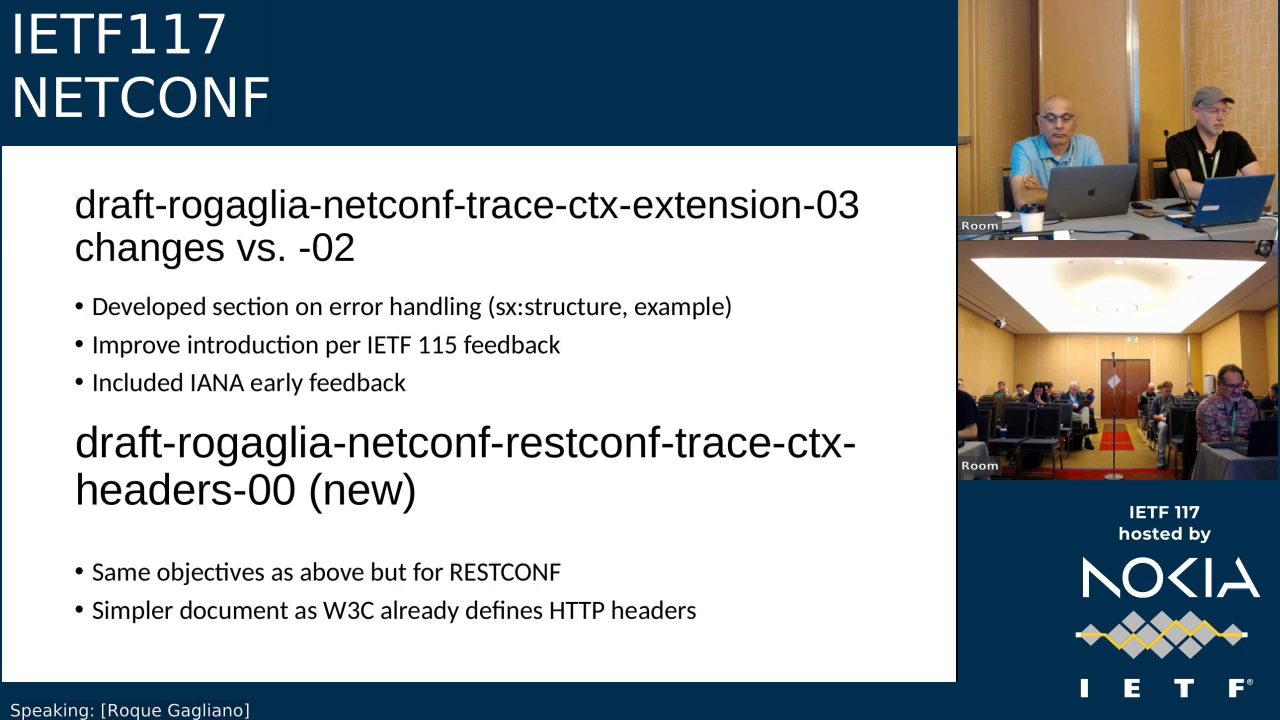 IETF117
NETCONF
draft-rogaglia-netconf-trace-ctx-extension-03
changes vs. -02
• Developed section on error handling (sx:structure, example)
• Improve introduction per IETF 115 feedback
• Included IANA early feedback
draft-rogaglia-netconf-restconf-trace-ctx-
headers-00 (new)
• Same objectives as above but for RESTCONF
• Simpler document as W3C already defines HTTP headers
Speaking: [Roque Gagliano]
Room
Room
IETF 117
hosted by
NOKIA
I E T F®